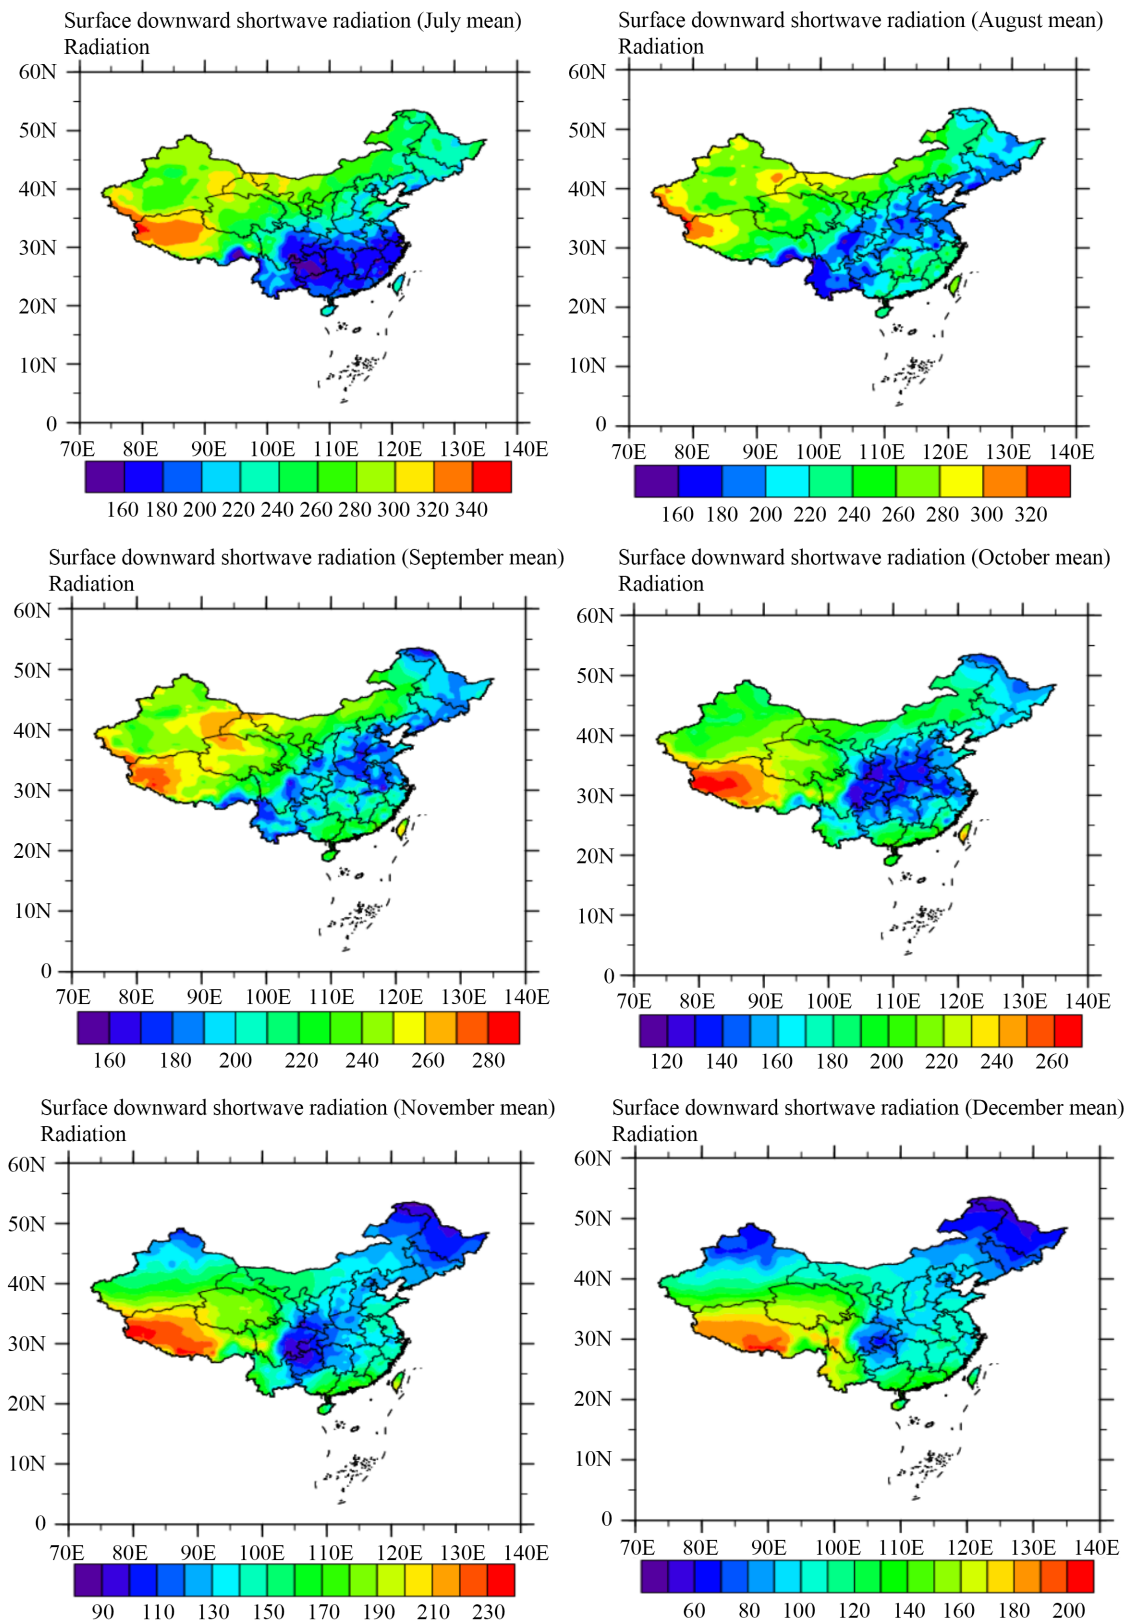 Surface downward shortwave radiation (July mean)
Radiation
60N
50N
40N
30N
20N
10N
0
70E 80E 90E 100E 110E 120E 130E 140E
160 180 200 220 240 260 280 300 320 340
Surface downward shortwave radiation (August mean)
Radiation
60N
50N
40N
30N
20N
10N
0
70E 80E 90E 100E 110E 120E 130E 140E
160 180 200 220 240 260 280 300 320
Surface downward shortwave radiation (September mean)
Radiation
60N
50N
40N
30N
20N
10N
0
70E 80E 90E 100E 110E 120E 130E 140E
160 180 200 220 240 260 280
Surface downward shortwave radiation (October mean)
Radiation
60N
50N
40N
30N
20N
10N
0
70E 80E 90E 100E 110E 120E 130E 140E
120 140 160 180 200 220 240 260
Surface downward shortwave radiation (November mean)
Radiation
60N
50N
40N
30N
20N
10N
0
70E 80E 90E 100E 110E 120E 130E 140E
90 110 130 150 170 190 210 230
Surface downward shortwave radiation (December mean)
Radiation
60N
50N
40N
30N
20N
10N
0
70E 80E 90E 100E 110E 120E 130E 140E
60 80 100 120 140 160 180 200